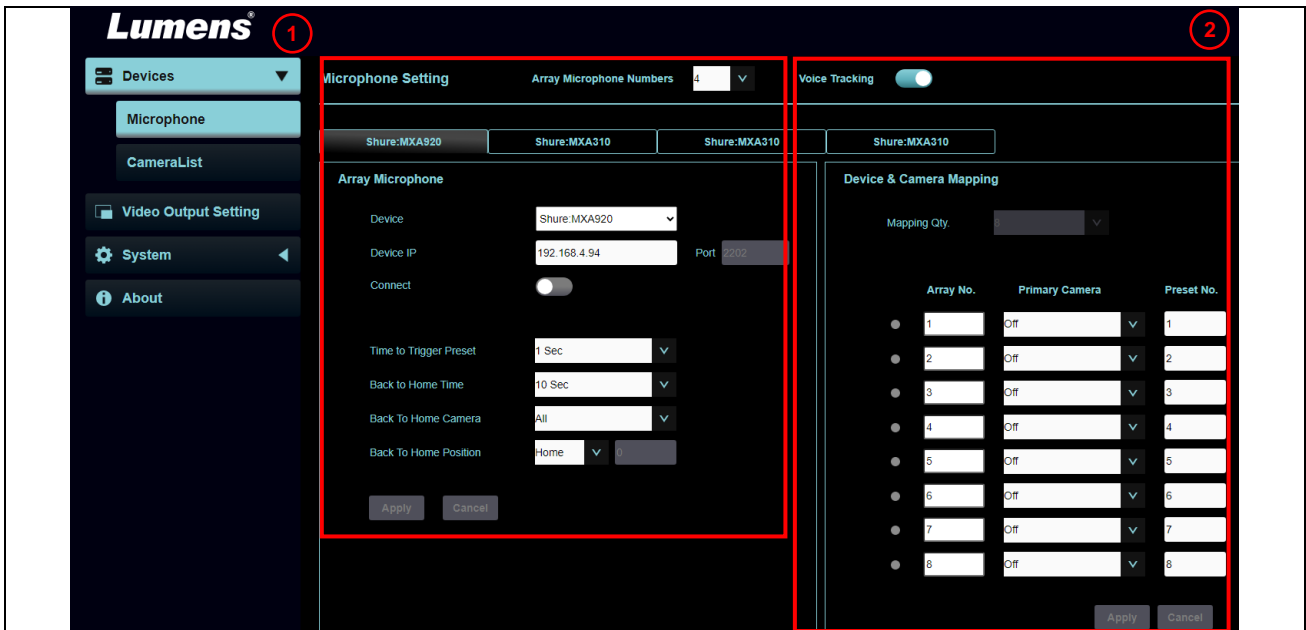 Lumens®
1
2
Devices
Microphone
CameraList
Video Output Setting
System
About
Microphone Setting Array Microphone Numbers 4 Voice Tracking
Shure:MXA920 Shure:MXA310 Shure:MXA310 Shure:MXA310
Array Microphone
Device Shure:MXA920
Device IP 192.168.4.94 Port 2202
Connect
Time to Trigger Preset 1 Sec
Back to Home Time 10 Sec
Back To Home Camera All
Back To Home Position Home 0
Apply Cancel
Device & Camera Mapping
Mapping Qty. 8
Array No. Primary Camera Preset No.
1 Off 1
2 Off 2
3 Off 3
4 Off 4
5 Off 5
6 Off 6
7 Off 7
8 Off 8
Apply Cancel